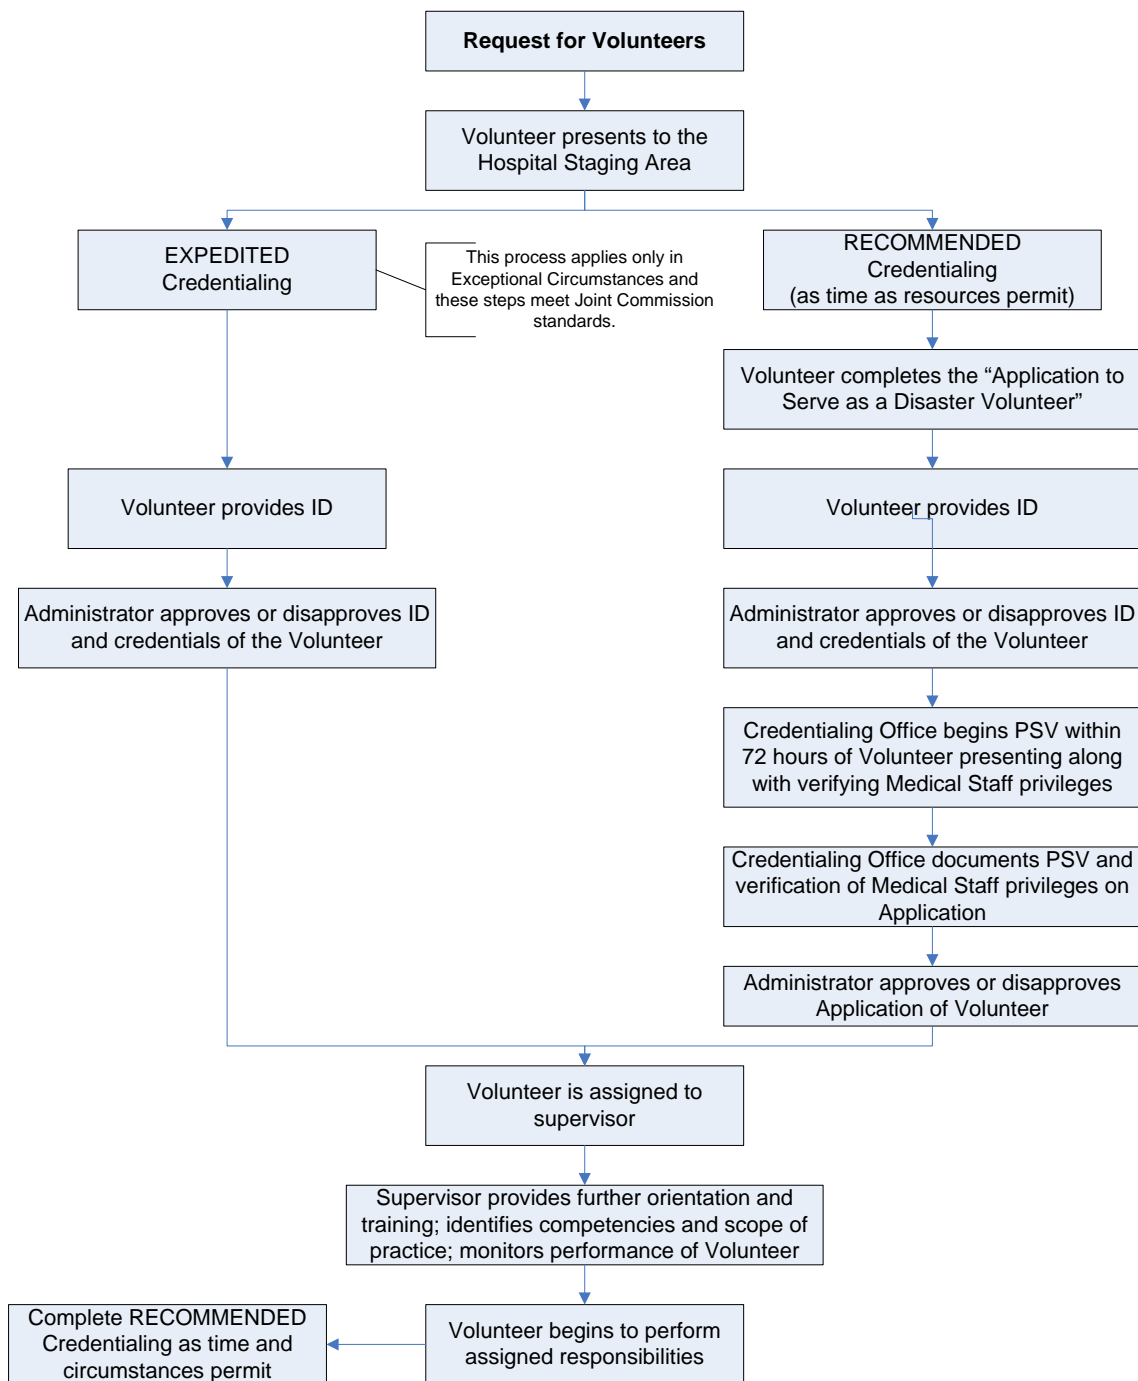 Request for Volunteers
Volunteer presents to the
Hospital Staging Area
EXPEDITED
Credentialing
This process applies only in
Exceptional Circumstances and
these steps meet Joint Commission
standards.
RECOMMENDED
Credentialing
(as time as resources permit)
Volunteer completes the “Application to
Serve as a Disaster Volunteer”
Volunteer provides ID
Volunteer provides ID
Administrator approves or disapproves ID
and credentials of the Volunteer
Administrator approves or disapproves ID
and credentials of the Volunteer
Credentialing Office begins PSV within
72 hours of Volunteer presenting along
with verifying Medical Staff privileges
Credentialing Office documents PSV and
verification of Medical Staff privileges on
Application
Administrator approves or disapproves
Application of Volunteer
Volunteer is assigned to
supervisor
Supervisor provides further orientation and
training; identifies competencies and scope of
practice; monitors performance of Volunteer
Complete RECOMMENDED
Credentialing as time and
circumstances permit
Volunteer begins to perform
assigned responsibilities